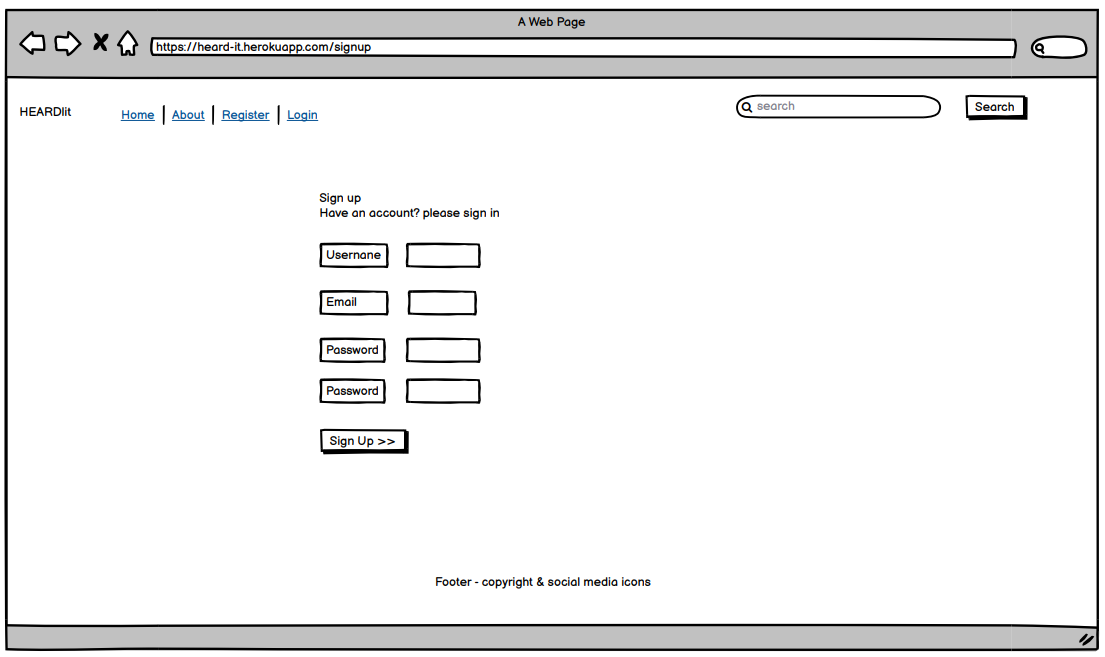 A Web Page
https://heard-it.herokuapp.com/signup
HEARDIit
Home About Register Login
search
Search
Sign up
Have an account? please sign in
Usernane
Email
Password
Password
Sign Up >>
Footer - copyright & social media icons